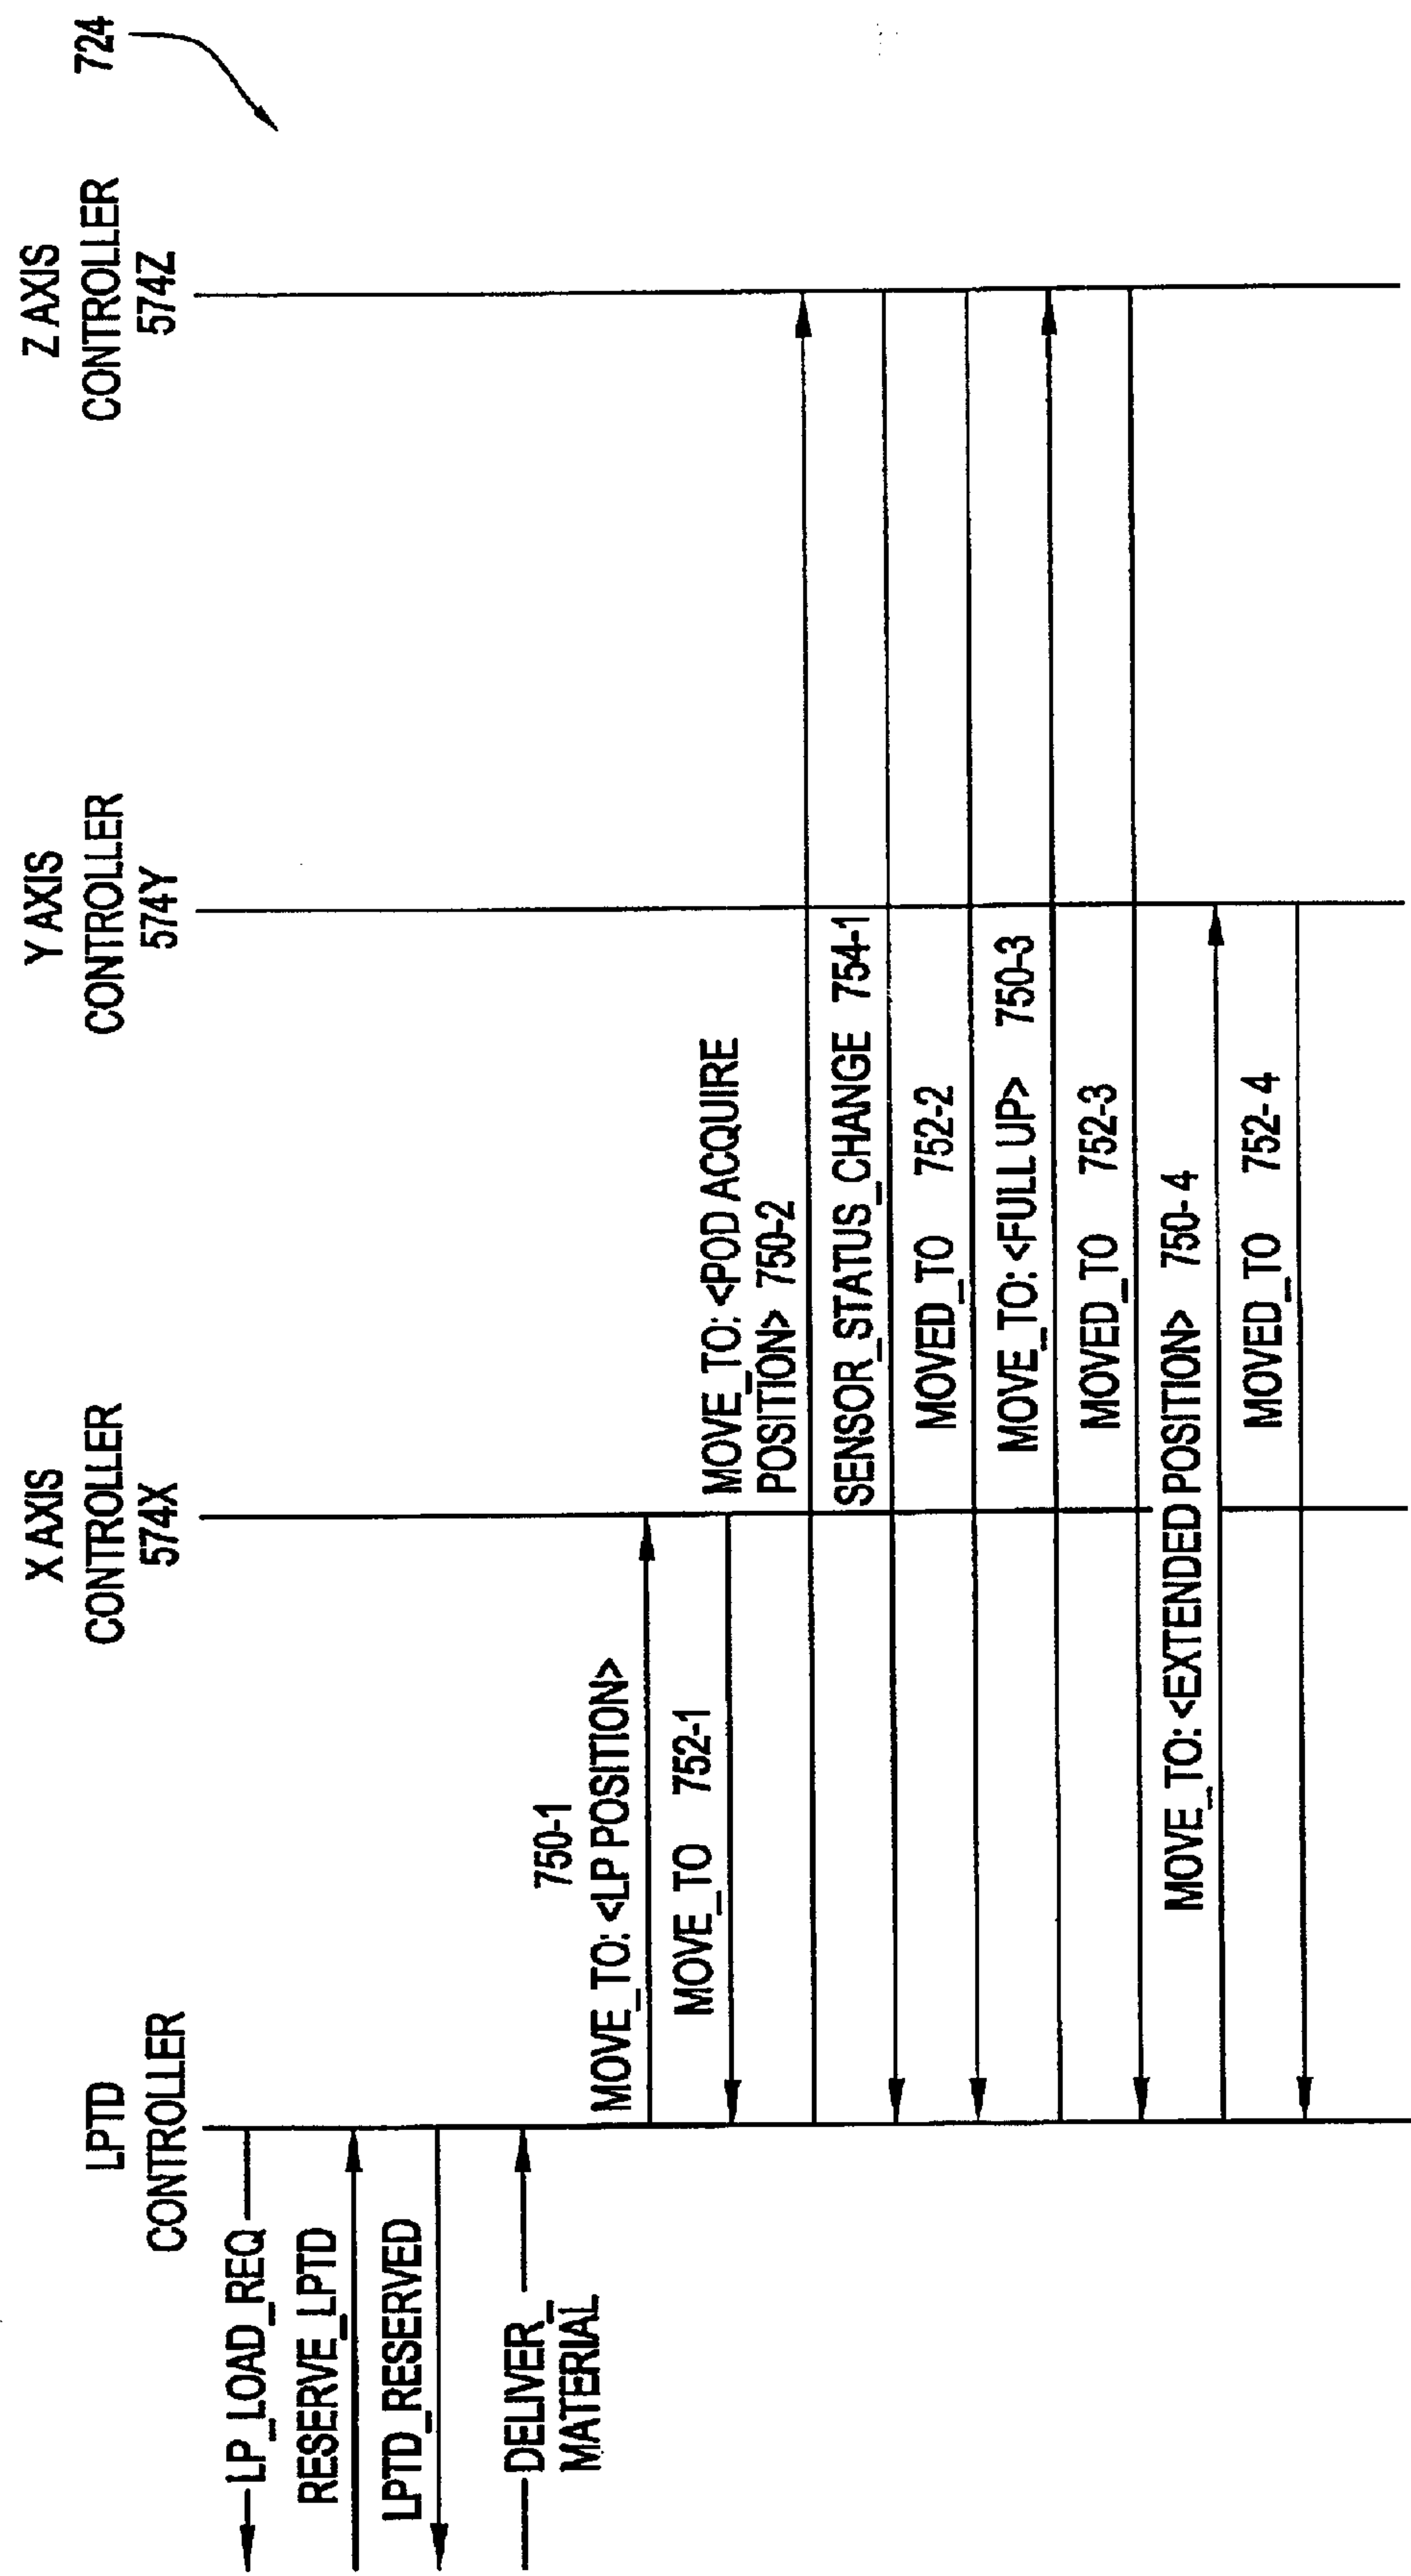 724
LPTD
CONTROLLER
X AXIS
CONTROLLER
574X
Y AXIS
CONTROLLER
574Y
Z AXIS
CONTROLLER
574Z
LP_LOAD_REQ
RESERVE_LPTD
LPTD_RESERVED
DELIVER_
MATERIAL
750-1
MOVE_TO: <LP POSITION>
MOVE_TO 752-1
MOVE_TO: <POD ACQUIRE
POSITION> 750-2
SENSOR_STATUS_CHANGE 754-1
MOVED_TO 752-2
MOVE_TO: <FULL UP> 750-3
MOVED_TO 752-3
MOVE_TO: <EXTENDED POSITION> 750-4
MOVED_TO 752-4